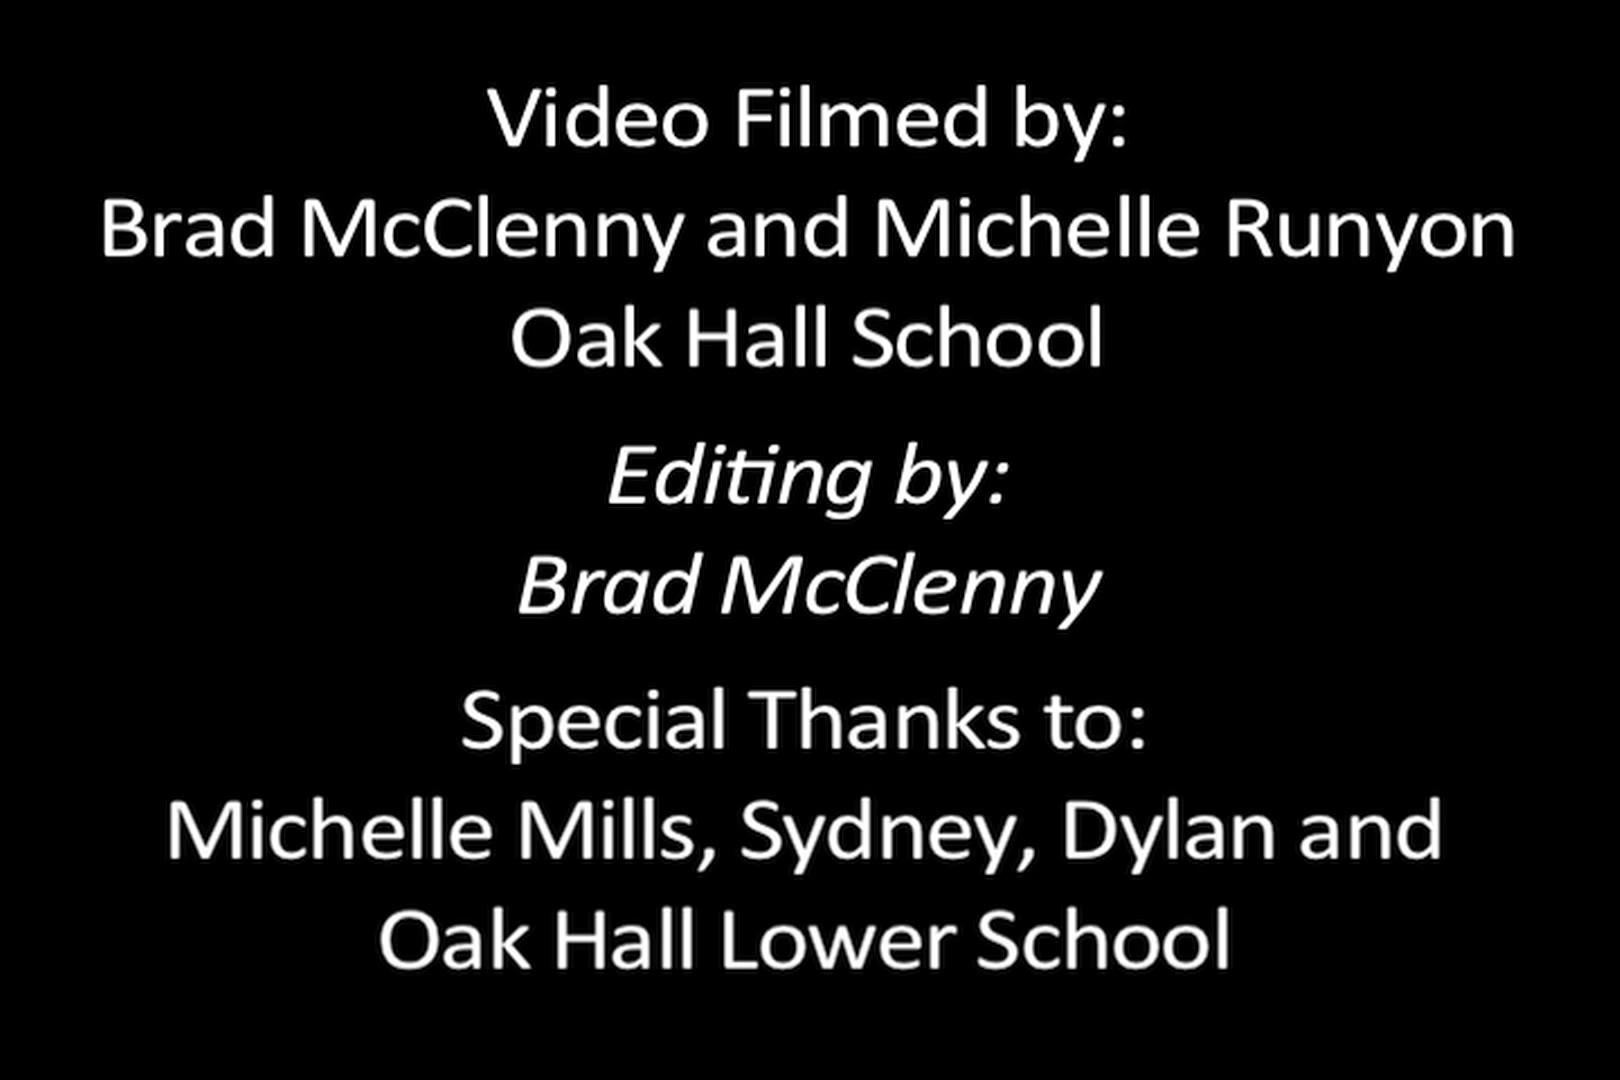 Video Filmed by:
Brad McClenny and Michelle Runyon
Oak Hall School
Editing by:
Brad McClenny
Special Thanks to:
Michelle Mills, Sydney, Dylan and
Oak Hall Lower School